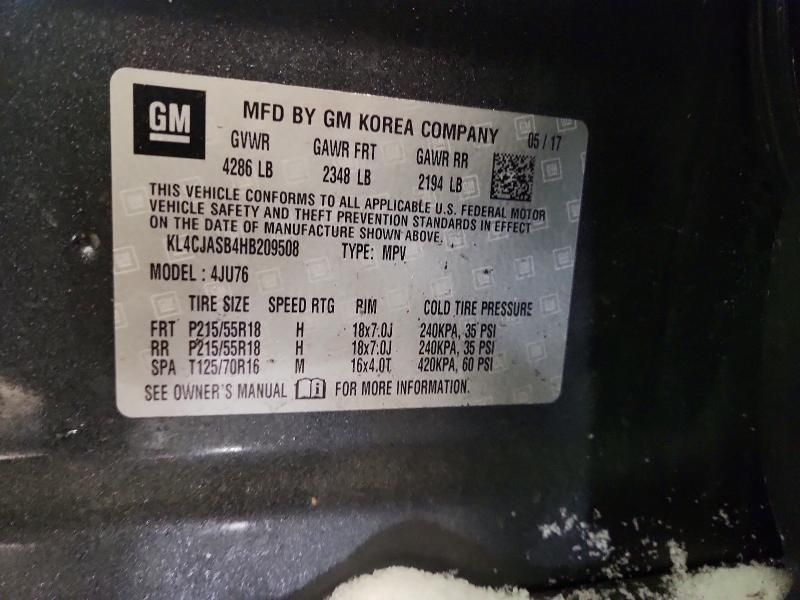 GM
MFD BY GM KOREA COMPANY 05 / 17
GVWR GAWR FRT GAWR RR
4286 LB 2348 LB 2194 LB
THIS VEHICLE CONFORMS TO ALL APPLICABLE U.S. FEDERAL MOTOR
VEHICLE SAFETY AND THEFT PREVENTION STANDARDS IN EFFECT
ON THE DATE OF MANUFACTURE SHOWN ABOVE.
KL4CJASB4HB209508 TYPE: MPV
MODEL : 4JU76
TIRE SIZE SPEED RTG RIM COLD TIRE PRESSURE
FRT P215/55R18 H 18x7.0J 240KPA, 35 PSI
RR P215/55R18 H 18x7.0J 240KPA, 35 PSI
SPA T125/70R16 M 16x4.0T 420KPA, 60 PSI
SEE OWNER'S MANUAL FOR MORE INFORMATION.